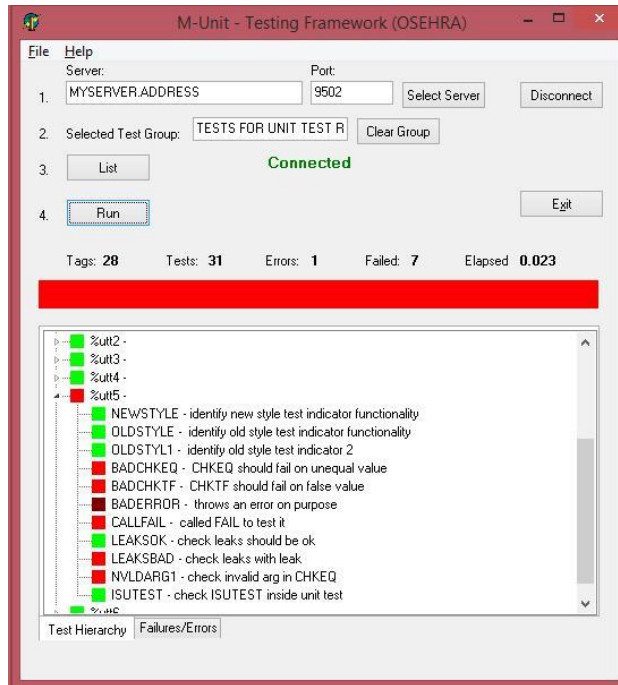 M-Unit - Testing Framework (OSEHRA)
File Help
Server: Port:
1. MYSERVER.ADDRESS 9502 Select Server Disconnect
2. Selected Test Group: TESTS FOR UNIT TEST R Clear Group
3. List Connected
4. Run Exit
Tags: 28 Tests: 31 Errors: 1 Failed: 7 Elapsed 0.023
%utt2 -
%utt3 -
%utt4 -
%utt5 -
NEWSTYLE - identify new style test indicator functionality
OLDSTYLE - identify old style test indicator functionality
OLDSTYL1 - identify old style test indicator 2
BADCHKEQ - CHKEQ should fail on unequal value
BADCHKTF - CHKTF should fail on false value
BADERROR - throws an error on purpose
CALLFAIL - called FAIL to test it
LEAKSOK - check leaks should be ok
LEAKSBAD - check leaks with leak
NVLDARG1 - check invalid arg in CHKEQ
ISUTEST - check ISUTEST inside unit test
%utt6
Test Hierarchy Failures/Errors